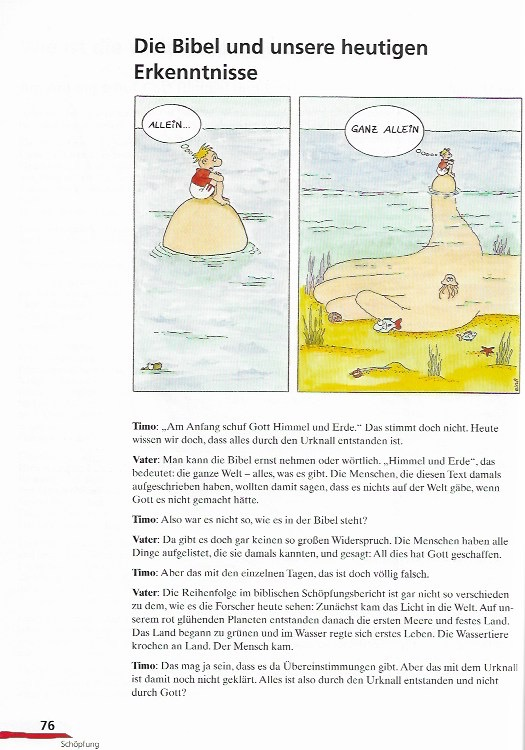 Die Bibel und unsere heutigen
Erkenntnisse
ALLEIN...
GANZ ALLEIN
Timo: „Am Anfang schuf Gott Himmel und Erde.“ Das stimmt doch nicht. Heute
wissen wir doch, dass alles durch den Urknall entstanden ist.
Vater: Man kann die Bibel ernst nehmen oder wörtlich. „Himmel und Erde“, das
bedeutet: die ganze Welt – alles, was es gibt. Die Menschen, die diesen Text damals
aufgeschrieben haben, wollten damit sagen, dass es nichts auf der Welt gäbe, wenn
Gott es nicht gemacht hätte.
Timo: Also war es nicht so, wie es in der Bibel steht?
Vater: Da gibt es doch gar keinen so großen Widerspruch. Die Menschen haben alle
Dinge aufgelistet, die sie damals kannten, und gesagt: All dies hat Gott geschaffen.
Timo: Aber das mit den einzelnen Tagen, das ist doch völlig falsch.
Vater: Die Reihenfolge im biblischen Schöpfungsbericht ist gar nicht so verschieden
zu dem, wie es die Forscher heute sehen: Zunächst kam das Licht in die Welt. Auf un-
serem rot glühenden Planeten entstanden danach die ersten Meere und festes Land.
Das Land begann zu grünen und im Wasser regte sich erstes Leben. Die Wassertiere
krochen an Land. Der Mensch kam.
Timo: Das mag ja sein, dass es da Übereinstimmungen gibt. Aber das mit dem Urknall
ist damit noch nicht geklärt. Alles ist also durch den Urknall entstanden und nicht
durch Gott?
76
Schöpfung